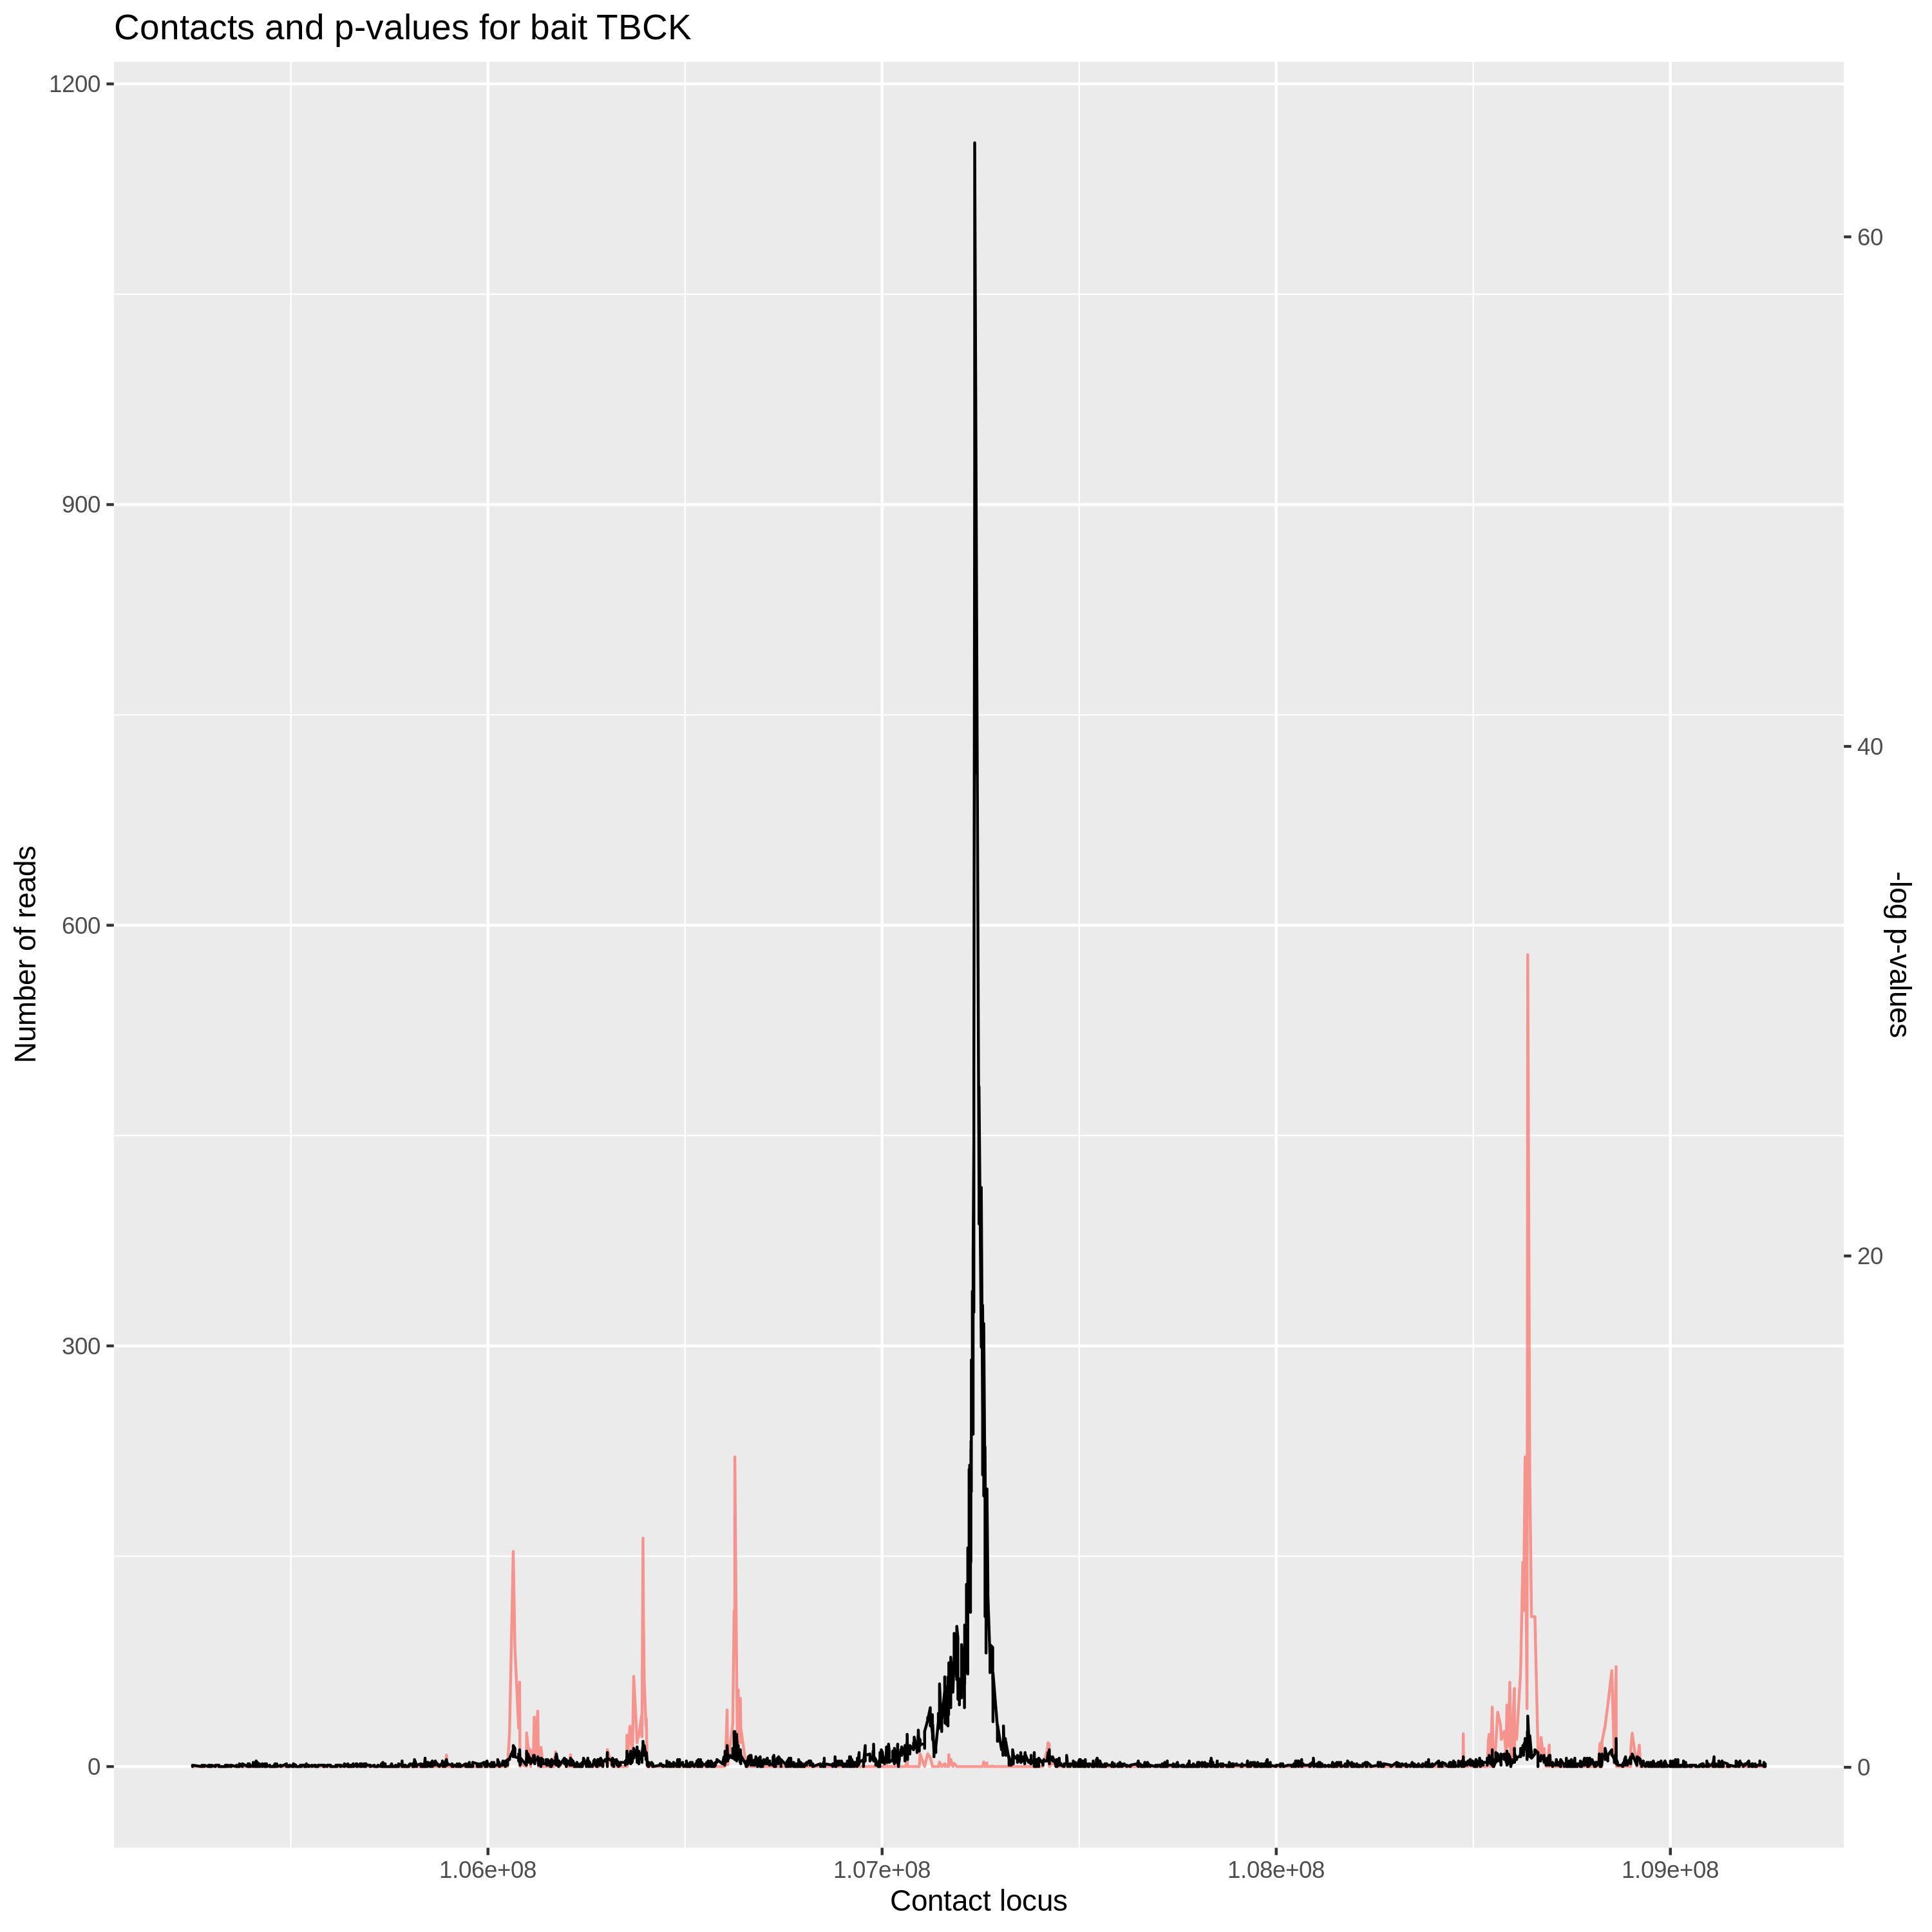 Contacts and p-values for bait TBCK
1200
900
600
300
0
Number of reads
60
40
20
0
-log p-values
1.06e+08
1.07e+08
1.08e+08
1.09e+08
Contact locus